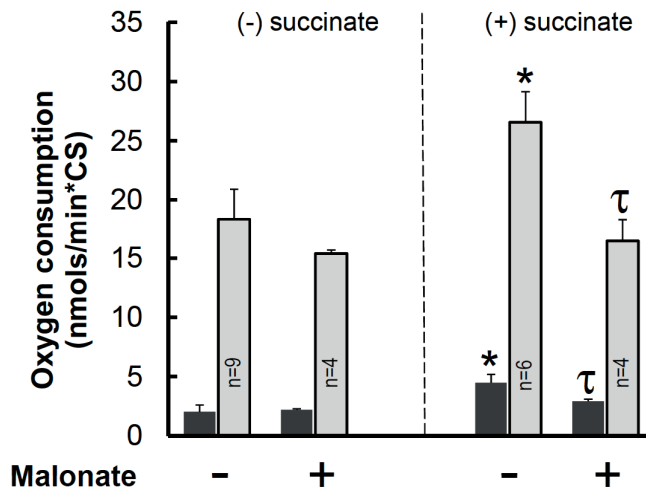 (-) succinate
(+) succinate
Oxygen consumption
(nmols/min*CS)
35
30
25
20
15
10
5
0
*
*
τ
τ
n=9
n=4
n=6
n=4
Malonate - + - +